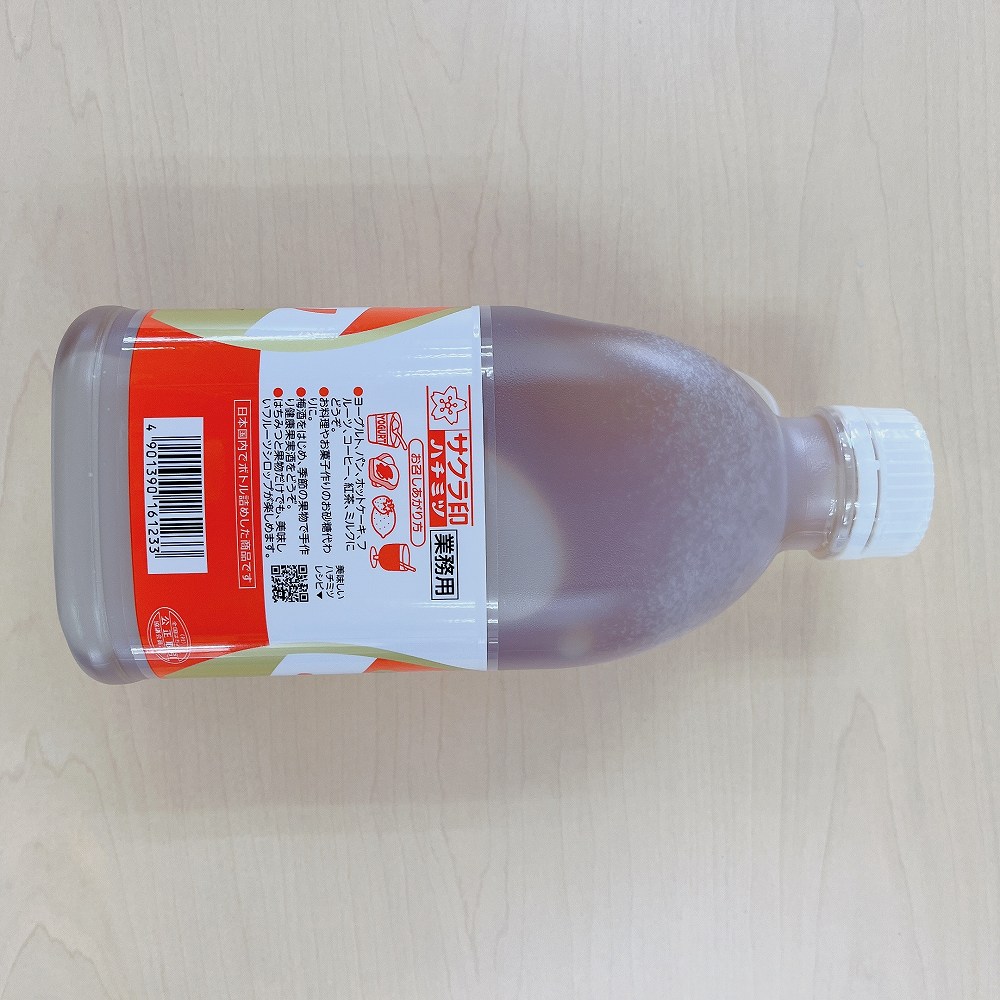 サクラ印
ハチミツ
業務用
お召しあがり方
YOGURT
●ヨーグルト、パン、ホットケーキ、フ
ルーツ、コーヒー、紅茶、ミルクに
どうぞ。
●お料理やお菓子作りのお砂糖代わ
りに。
●梅酒をはじめ、季節の果物で手作
り健康果実酒をどうぞ。
●はちみつと果物だけでも、美味し
いフルーツシロップが楽しめます。
美味しい
ハチミツ
レシピ▼
日本国内でボトル詰めした商品です
4 901390 161233
公正